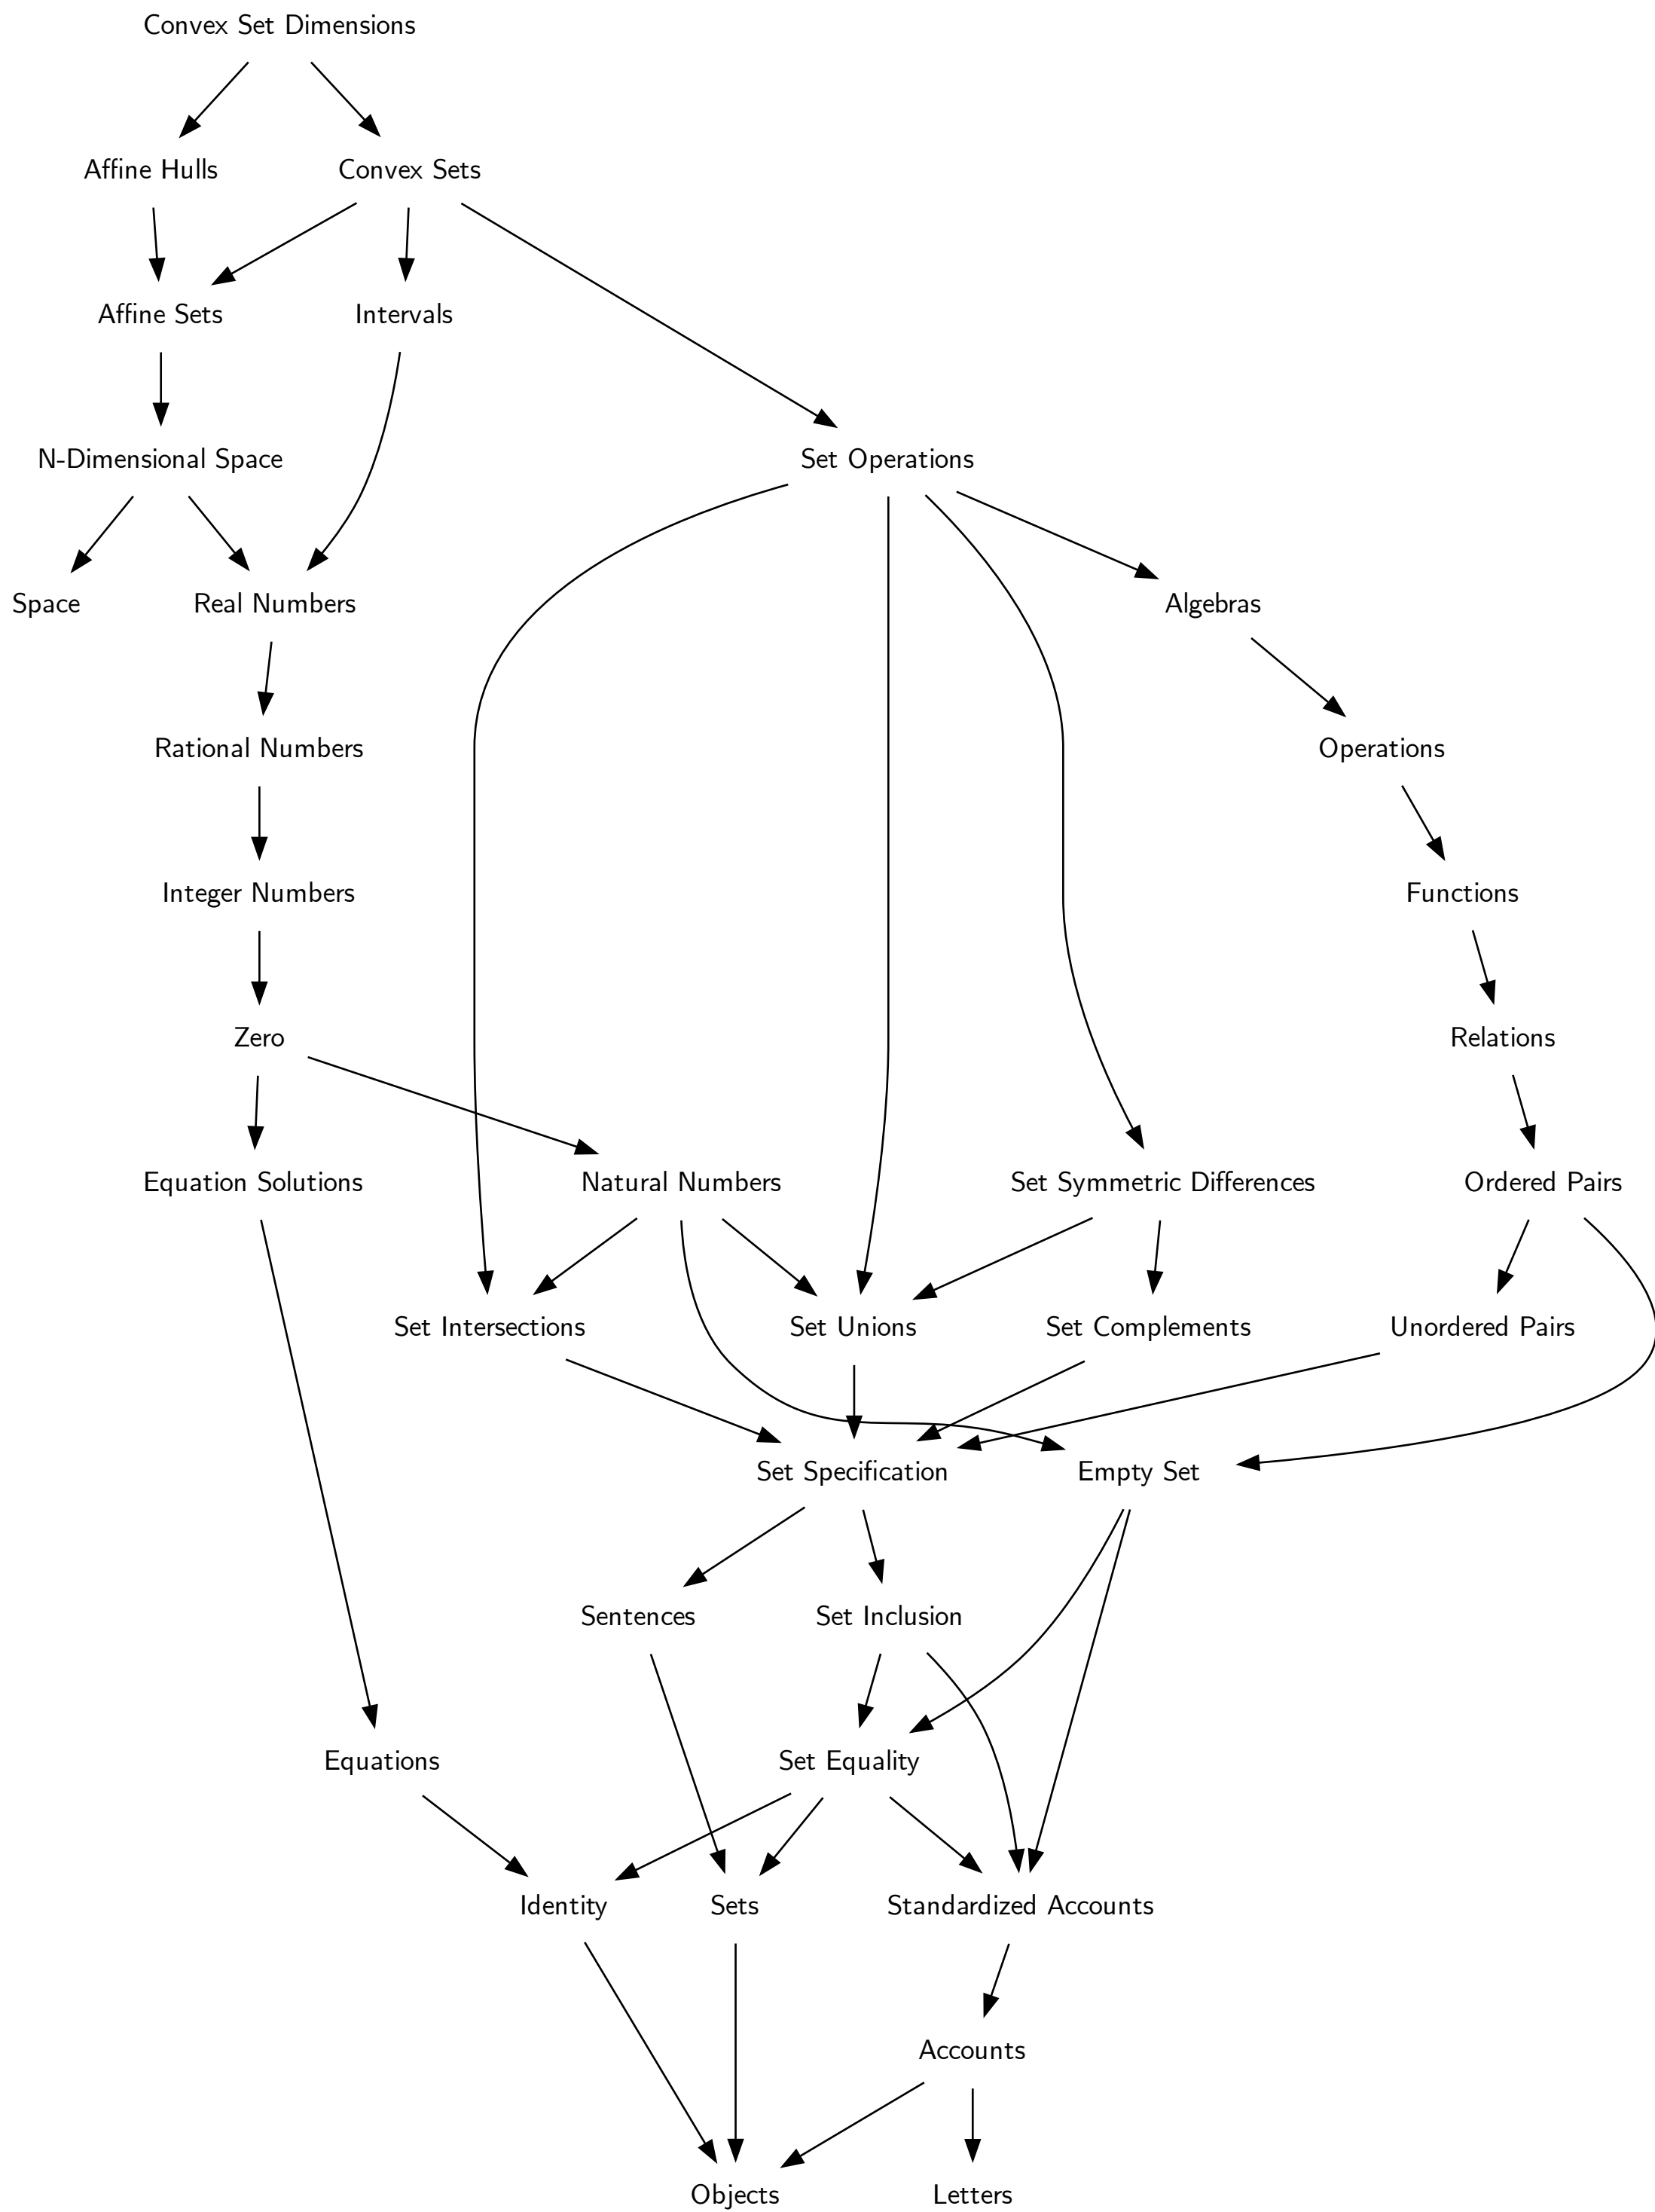 Convex Set Dimensions
Affine Hulls
Convex Sets
Affine Sets
Intervals
N-Dimensional Space
Set Operations
Space
Real Numbers
Algebras
Rational Numbers
Operations
Integer Numbers
Functions
Zero
Relations
Equation Solutions
Natural Numbers
Set Symmetric Differences
Ordered Pairs
Set Intersections
Set Unions
Set Complements
Unordered Pairs
Set Specification
Empty Set
Sentences
Set Inclusion
Equations
Set Equality
Identity
Sets
Standardized Accounts
Accounts
Objects
Letters